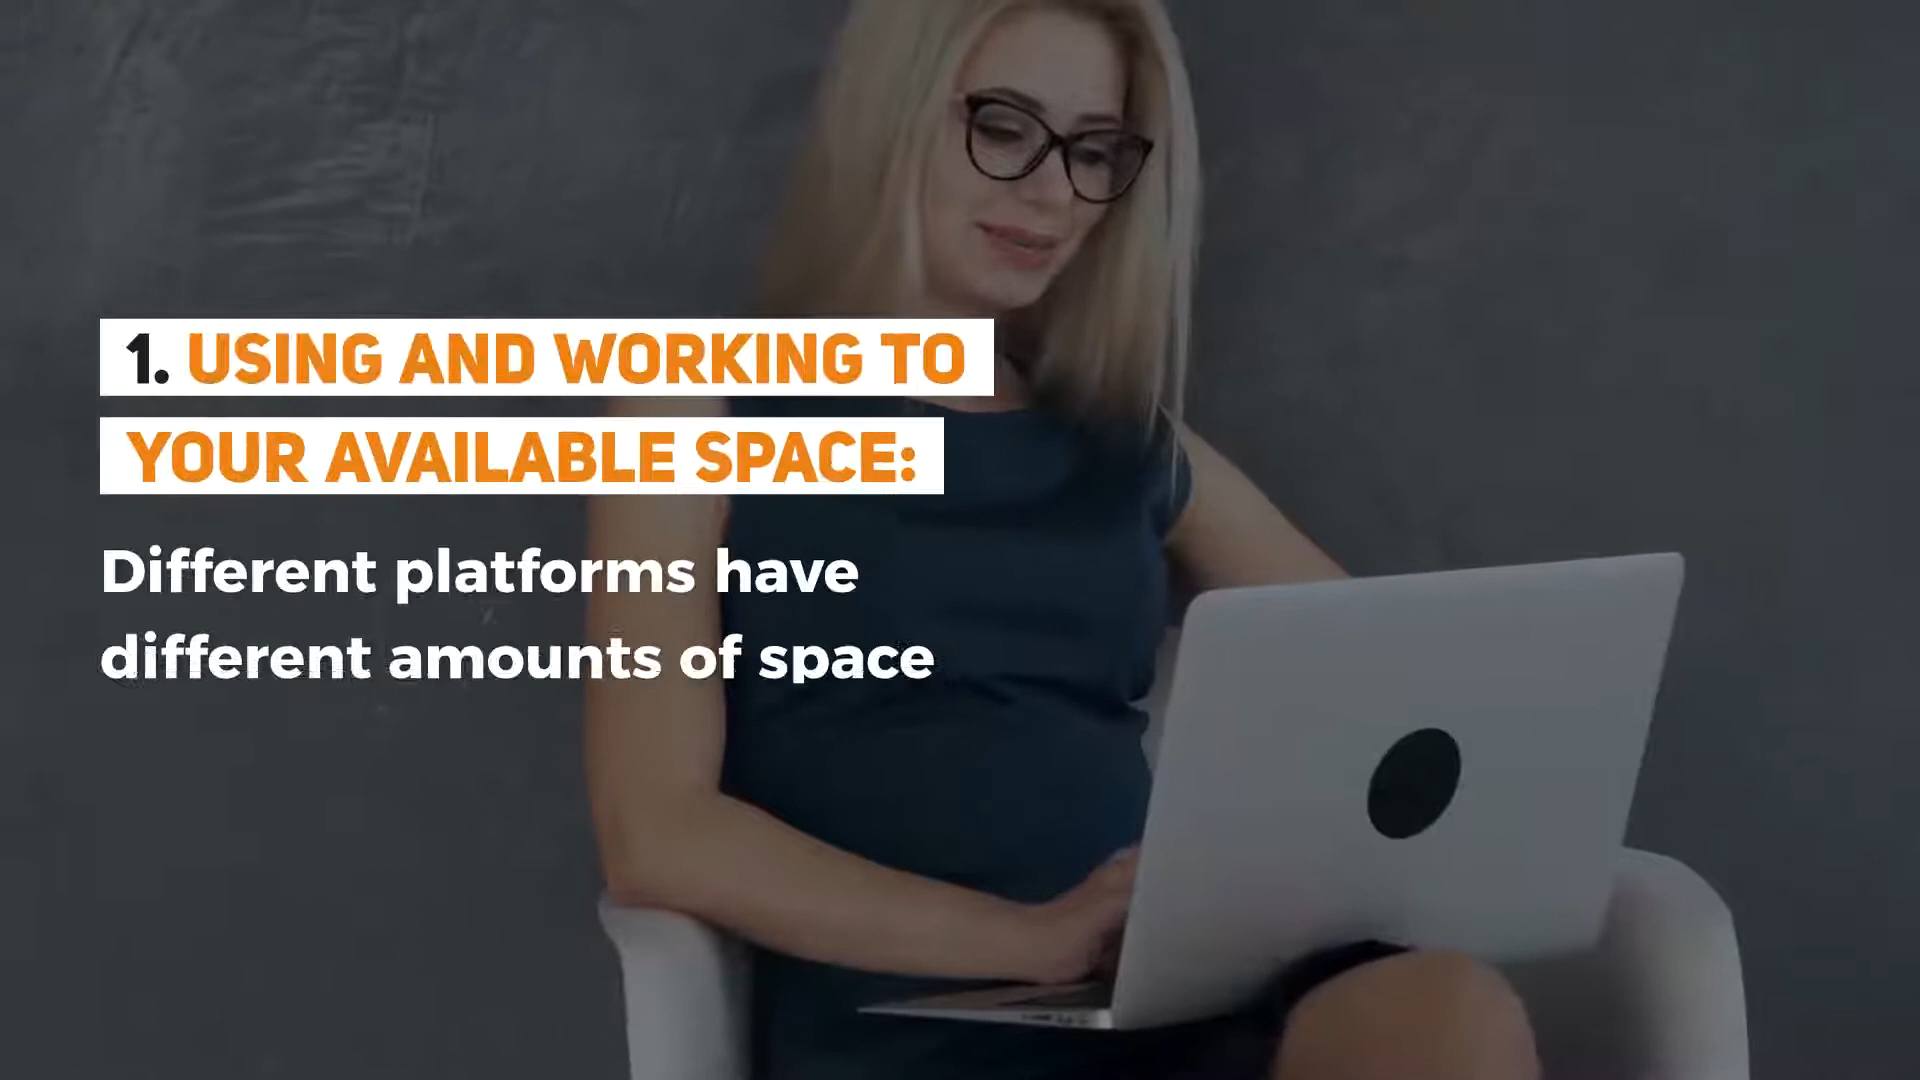 1. USING AND WORKING TO
YOUR AVAILABLE SPACE:
Different platforms have
different amounts of space